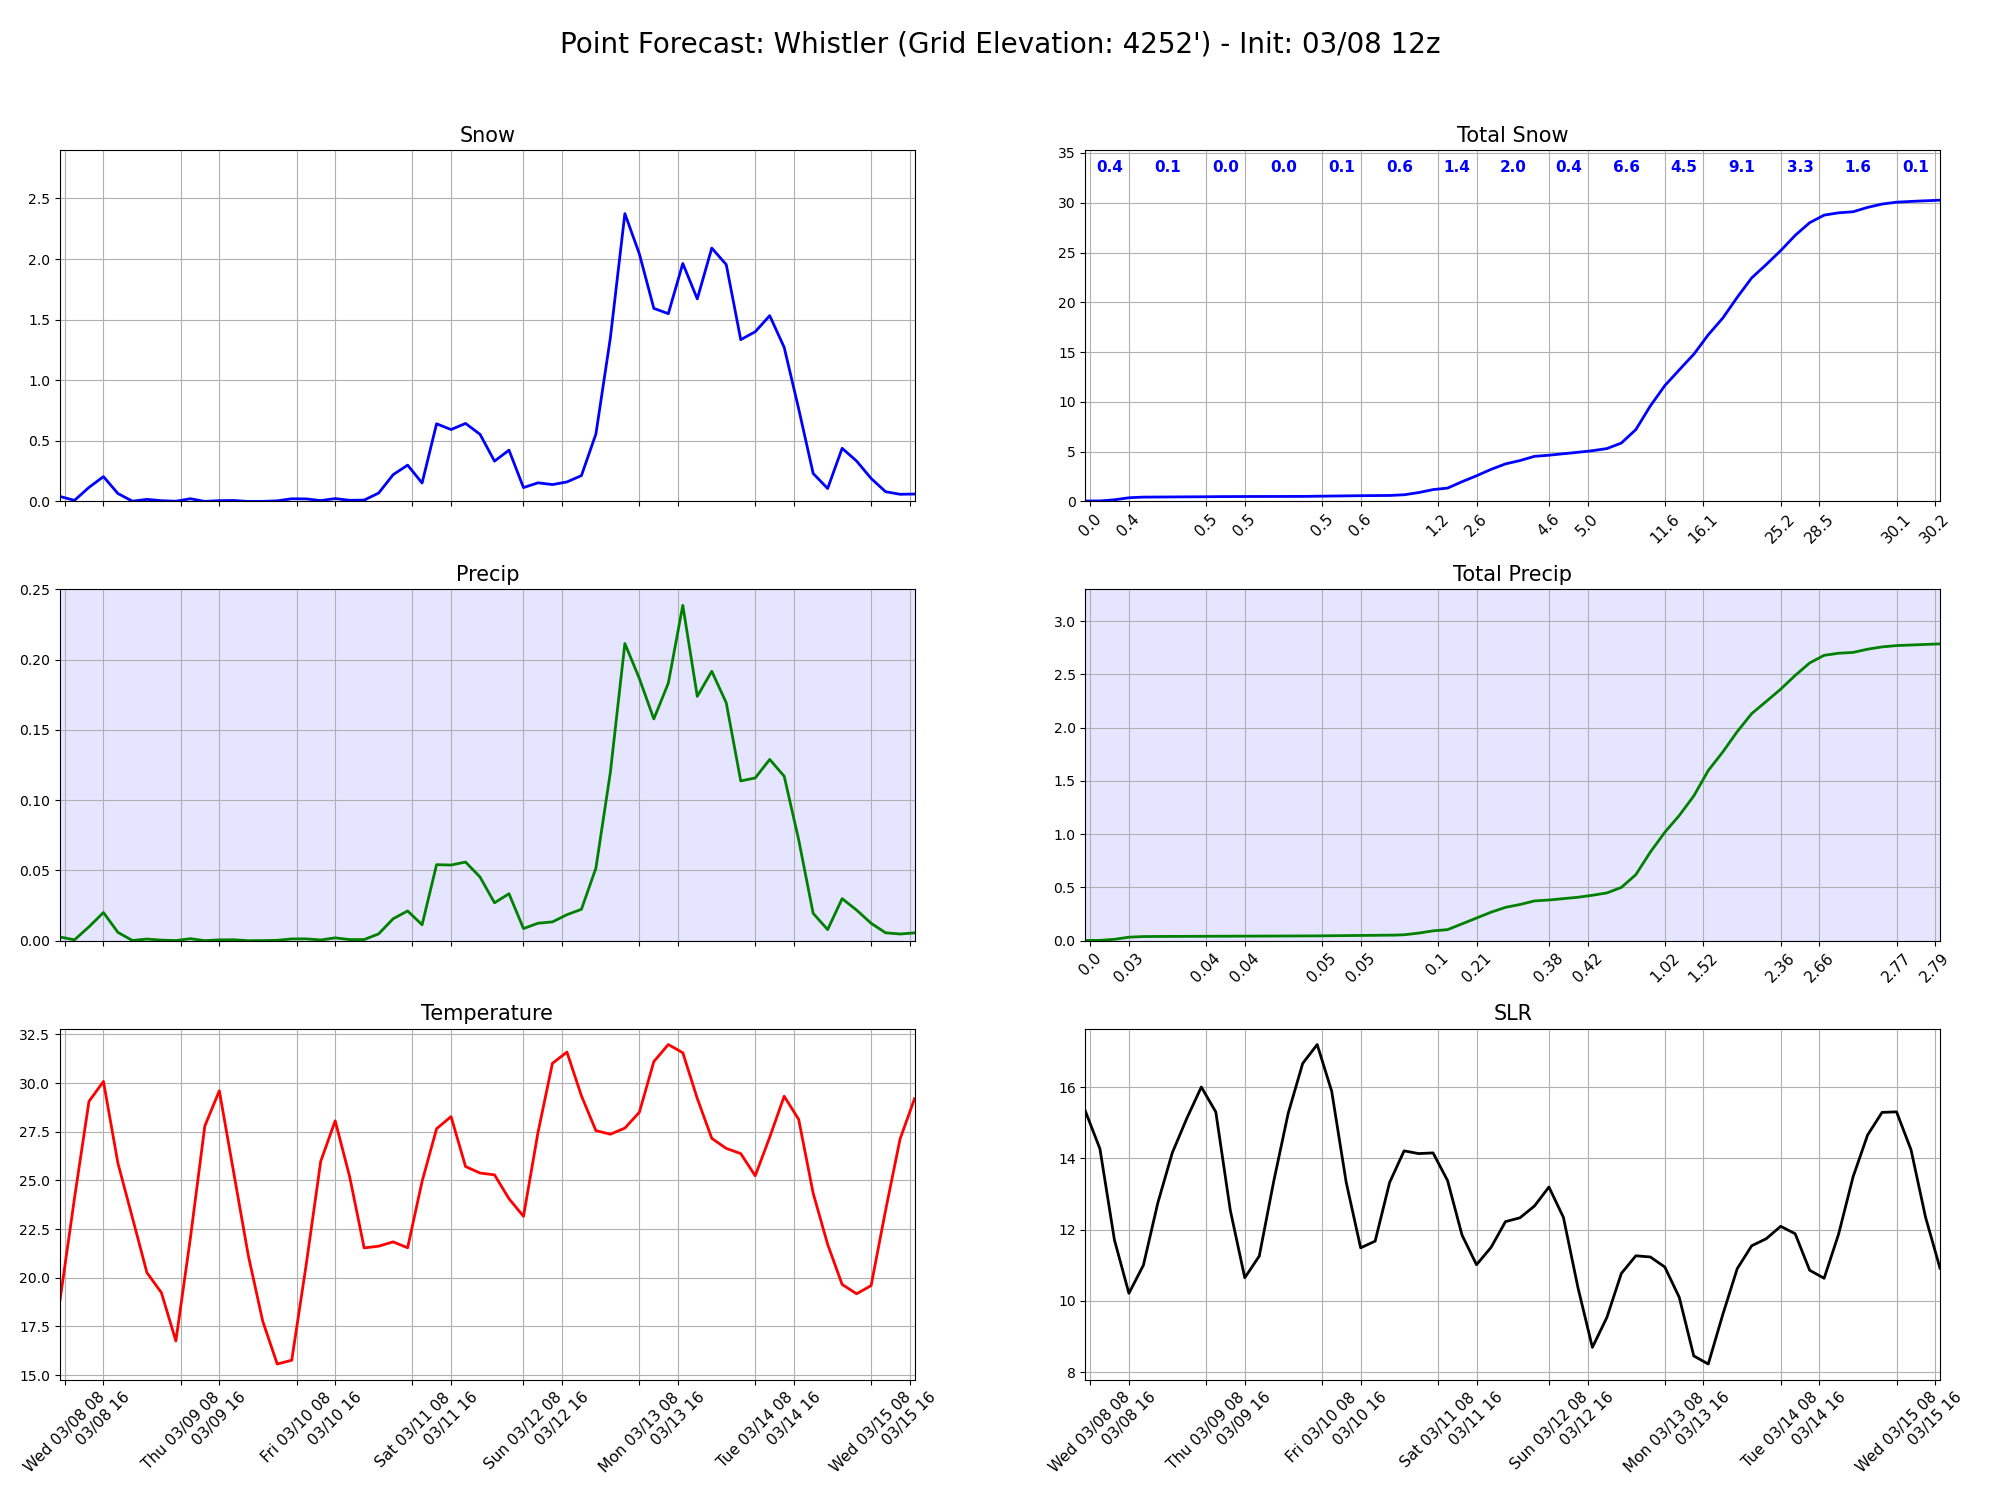 Point Forecast: Whistler (Grid Elevation: 4252') - Init: 03/08 12z
Snow
2.5
2.0
1.5
1.0
0.5
0.0
Total Snow
35
30
25
20
15
10
5
0
0.4 0.1 0.0 0.0 0.1 0.6 1.4 2.0 0.4 6.6 4.5 9.1 3.3 1.6 0.1
0.0 0.4 0.5 0.5 0.5 0.6 1.2 2.6 4.6 5.0 11.6 16.1 25.2 28.5 30.1 30.2
Precip
0.25
0.20
0.15
0.10
0.05
0.00
Total Precip
3.0
2.5
2.0
1.5
1.0
0.5
0.0
0.0 0.03 0.04 0.04 0.05 0.05 0.1 0.21 0.38 0.42 1.02 1.52 2.36 2.66 2.77 2.79
Temperature
32.5
30.0
27.5
25.0
22.5
20.0
17.5
15.0
Wed 03/08 08
03/08 16
Thu 03/09 08
03/09 16
Fri 03/10 08
03/10 16
Sat 03/11 08
03/11 16
Sun 03/12 08
03/12 16
Mon 03/13 08
03/13 16
Tue 03/14 08
03/14 16
Wed 03/15 08
03/15 16
SLR
16
14
12
10
8
Wed 03/08 08
03/08 16
Thu 03/09 08
03/09 16
Fri 03/10 08
03/10 16
Sat 03/11 08
03/11 16
Sun 03/12 08
03/12 16
Mon 03/13 08
03/13 16
Tue 03/14 08
03/14 16
Wed 03/15 08
03/15 16